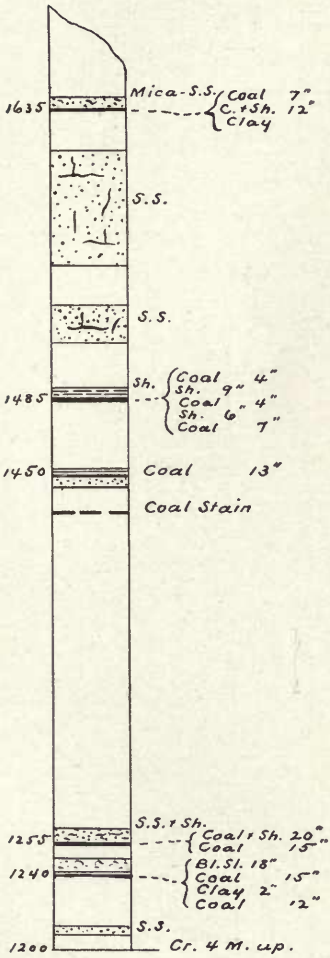 Mica-S.S.
Coal 7"
1635
C.+Sh. 12"
Clay
S.S.
S.S.
Sh.
Coal 4"
Sh. 9"
1485
Coal 4"
Sh. 6"
Coal 7"
1450
Coal 13"
Coal Stain
S.S.+Sh.
Coal+Sh. 20"
1255
Coal 15"
Bl.Sl. 18"
1240
Coal 15"
Clay 2"
Coal 12"
S.S.
1200
Cr. 4 M. up.